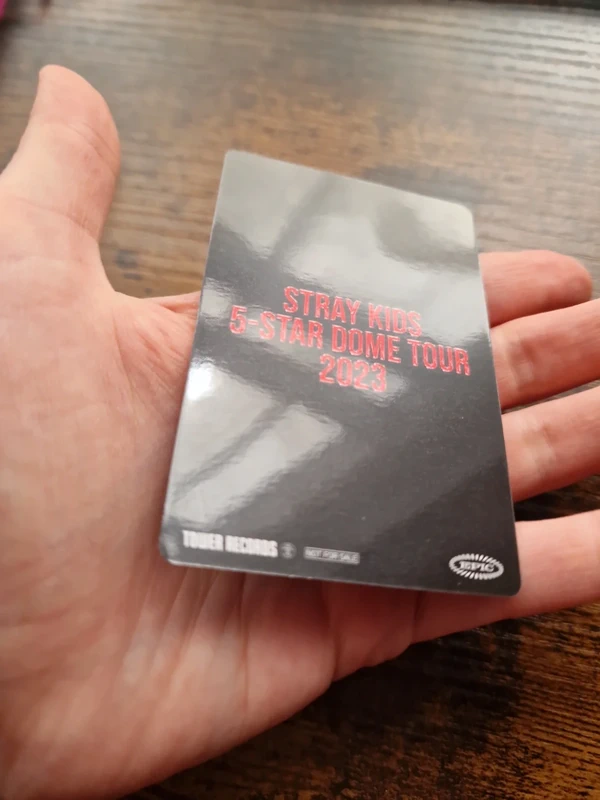 STRAY KIDS
5-STAR DOME TOUR
2023
TOWER RECORDS NOT FOR SALE EPIC